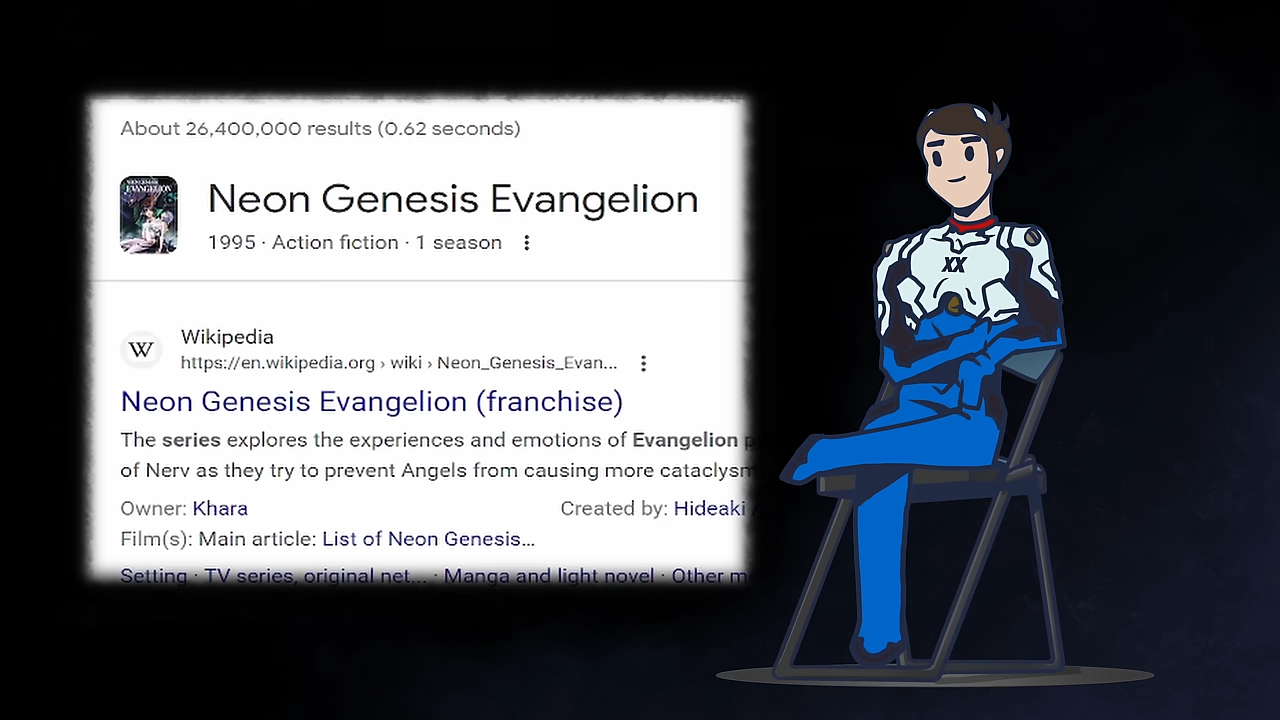 About 26,400,000 results (0.62 seconds)
EVANGELION
Neon Genesis Evangelion
1995 · Action fiction · 1 season
W
Wikipedia
https://en.wikipedia.org › wiki › Neon_Genesis_Evan...
Neon Genesis Evangelion (franchise)
The series explores the experiences and emotions of Evangelion
of Nerv as they try to prevent Angels from causing more cataclysm
Owner: Khara Created by: Hideaki
Film(s): Main article: List of Neon Genesis...
Setting · TV series, original net... · Manga and light novel · Other
XX